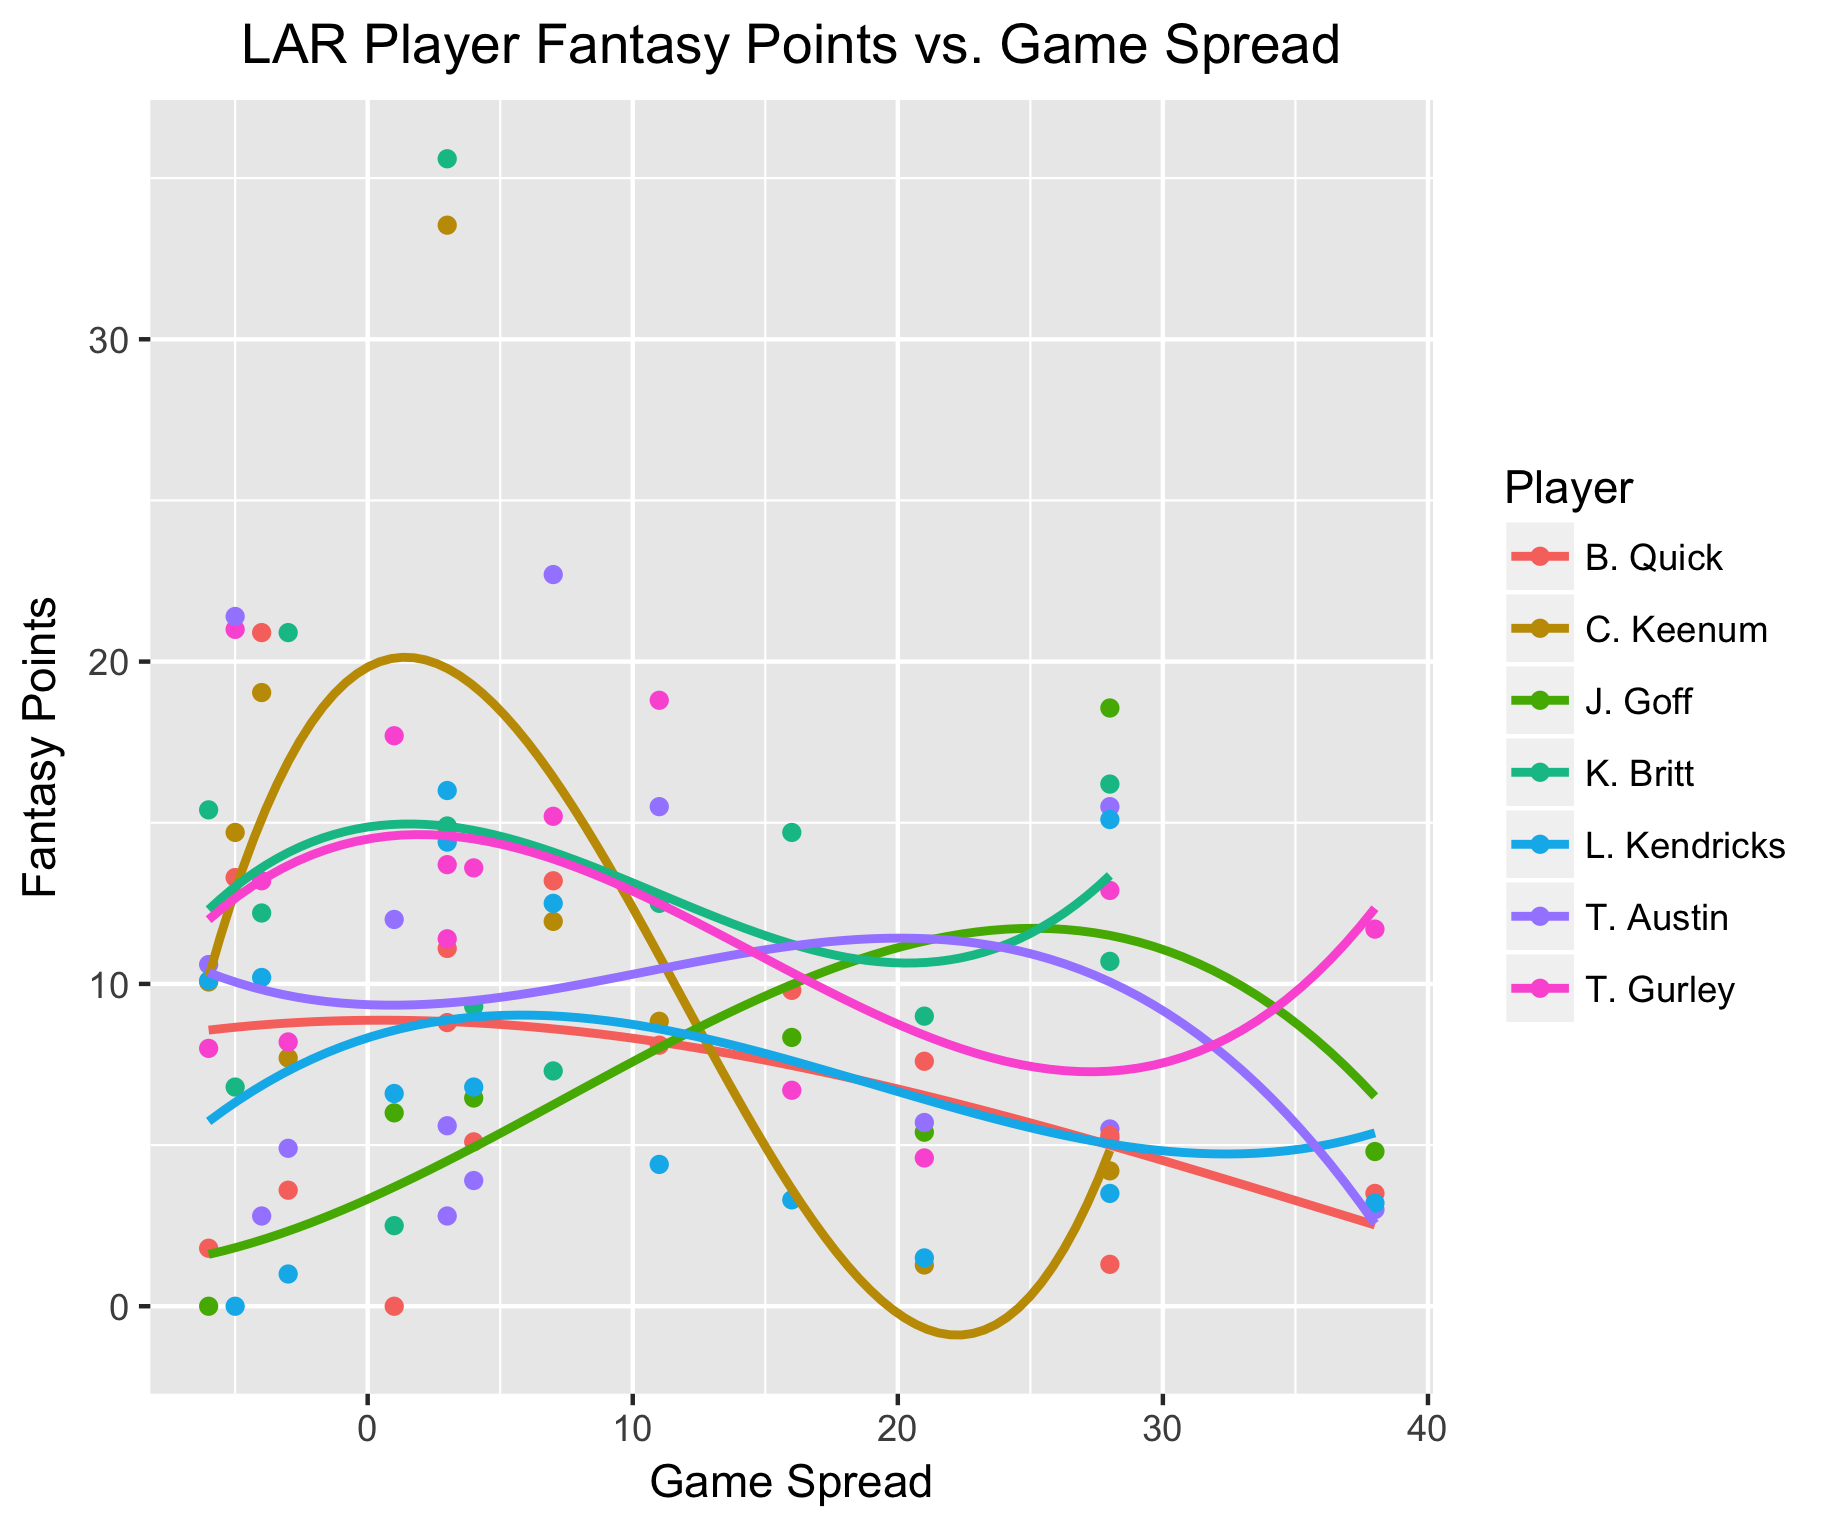 LAR Player Fantasy Points vs. Game Spread
Fantasy Points
30
20
10
0
0
10
20
30
40
Game Spread
Player
B. Quick
C. Keenum
J. Goff
K. Britt
L. Kendricks
T. Austin
T. Gurley